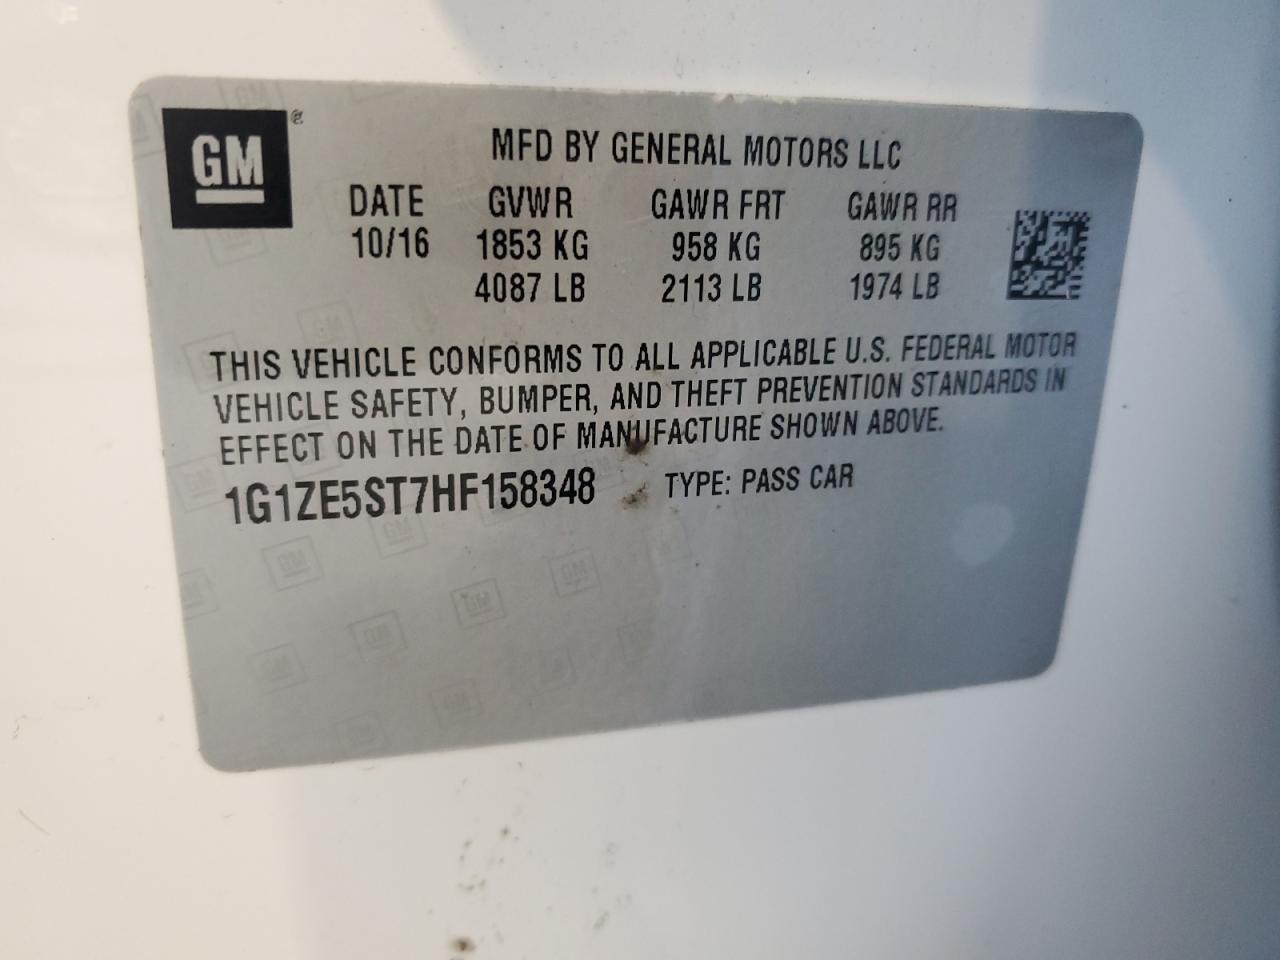 GM®
MFD BY GENERAL MOTORS LLC
DATE GVWR GAWR FRT GAWR RR
10/16 1853 KG 958 KG 895 KG
4087 LB 2113 LB 1974 LB
THIS VEHICLE CONFORMS TO ALL APPLICABLE U.S. FEDERAL MOTOR
VEHICLE SAFETY, BUMPER, AND THEFT PREVENTION STANDARDS IN
EFFECT ON THE DATE OF MANUFACTURE SHOWN ABOVE.
1G1ZE5ST7HF158348 TYPE: PASS CAR